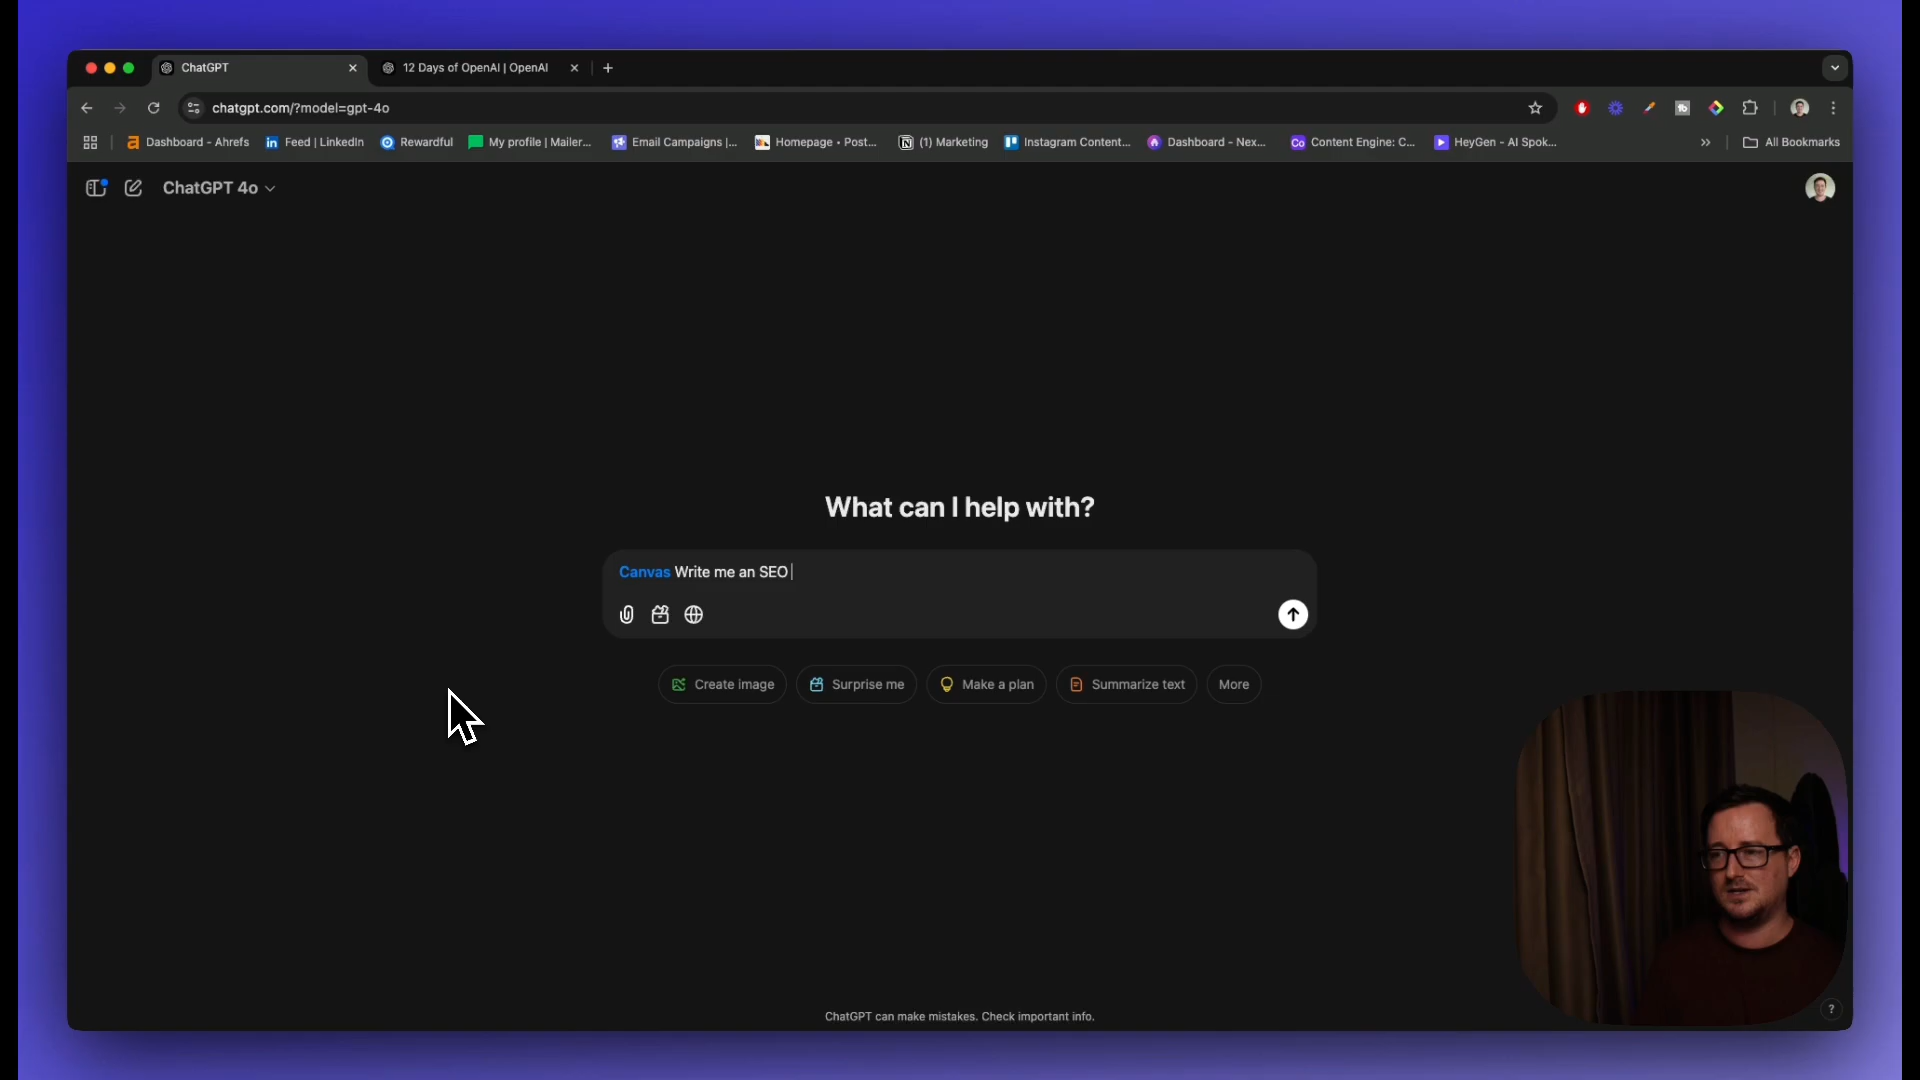 ChatGPT
12 Days of OpenAI | OpenAI
chatgpt.com/?model=gpt-4o
Dashboard - Ahrefs
Feed | LinkedIn
Rewardful
My profile | Mailer...
Email Campaigns |...
Homepage • Post...
(1) Marketing
Instagram Content...
Dashboard - Nex...
Content Engine: C...
HeyGen - AI Spok...
All Bookmarks
ChatGPT 4o
What can I help with?
Canvas Write me an SEO
Create image
Surprise me
Make a plan
Summarize text
More
ChatGPT can make mistakes. Check important info.
?